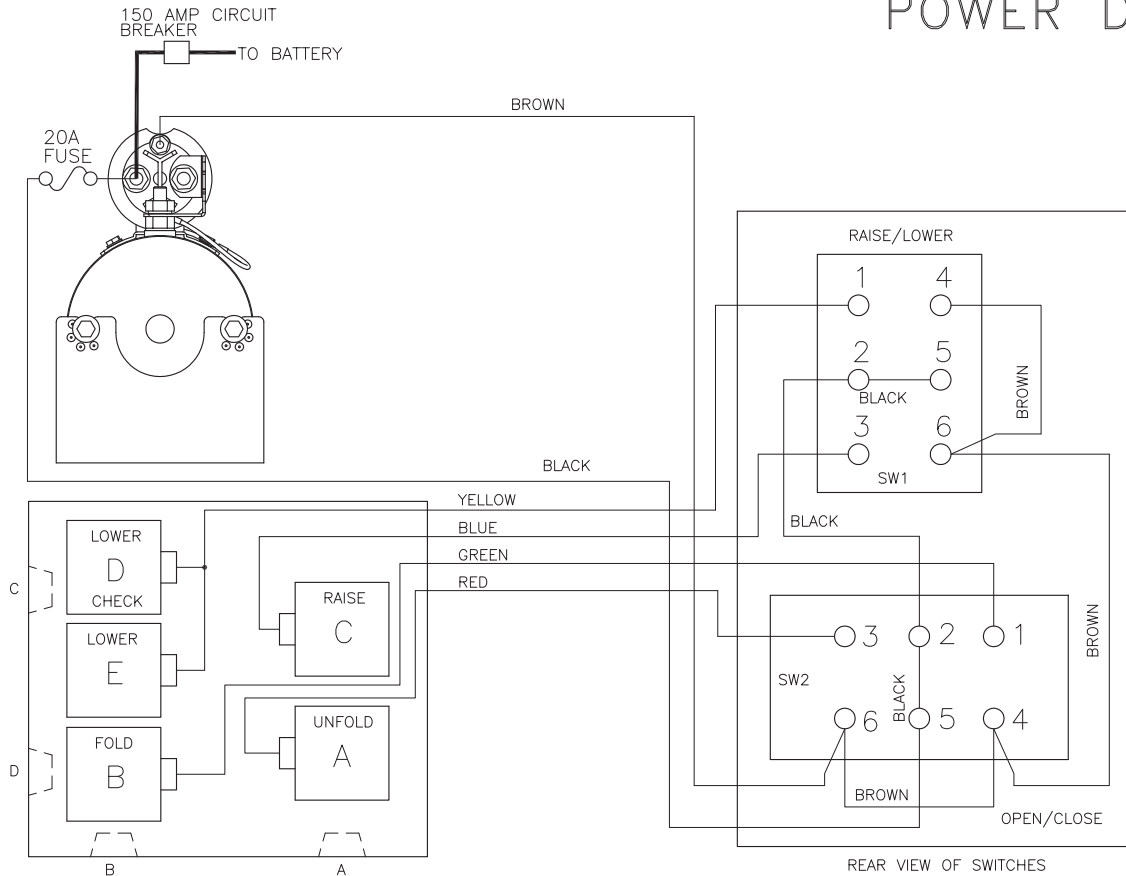 POWER D
150 AMP CIRCUIT
BREAKER
TO BATTERY
BROWN
20A
FUSE
RAISE/LOWER
1 4
2 5
BLACK
BROWN
3 6
SW1
BLACK
YELLOW
BLUE
BLACK
GREEN
RED
LOWER
D
CHECK
C
RAISE
C
LOWER
E
BROWN
3 2 1
SW2
BLACK
6 5 4
UNFOLD
A
FOLD
B
D
BROWN
OPEN/CLOSE
B
A
REAR VIEW OF SWITCHES